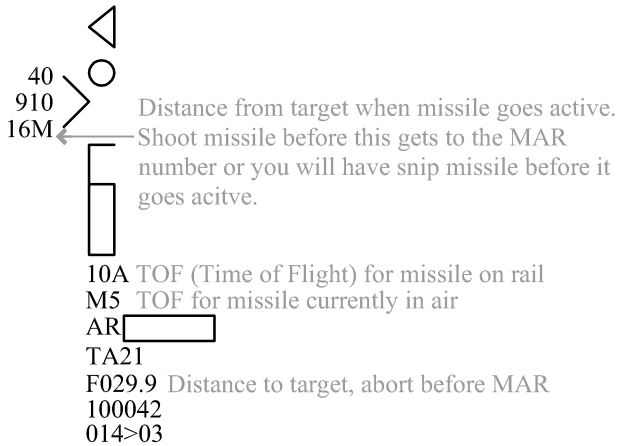 40
910
16M
Distance from target when missile goes active.
Shoot missile before this gets to the MAR
number or you will have snip missile before it
goes acitve.
10A TOF (Time of Flight) for missile on rail
M5 TOF for missile currently in air
AR
TA21
F029.9 Distance to target, abort before MAR
100042
014>03